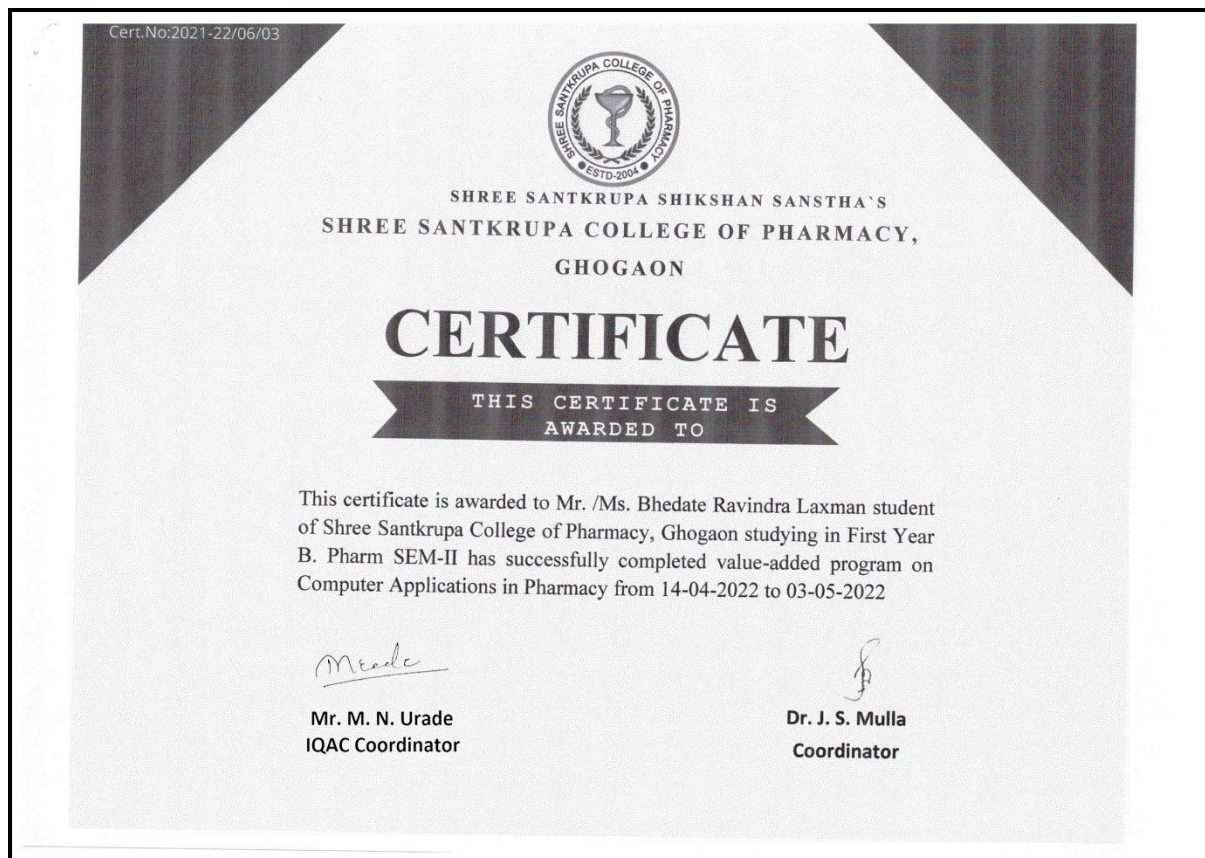 Cert.No:2021-22/06/03
SHREE SANTKRUPA COLLEGE OF PHARMACY
ESTD-2004
SHREE SANTKRUPA SHIKSHAN SANSTHA`S
SHREE SANTKRUPA COLLEGE OF PHARMACY,
GHOGAON
CERTIFICATE
THIS CERTIFICATE IS
AWARDED TO
This certificate is awarded to Mr. /Ms. Bhedate Ravindra Laxman student
of Shree Santkrupa College of Pharmacy, Ghogaon studying in First Year
B. Pharm SEM-II has successfully completed value-added program on
Computer Applications in Pharmacy from 14-04-2022 to 03-05-2022
Mr. M. N. Urade
IQAC Coordinator
Dr. J. S. Mulla
Coordinator